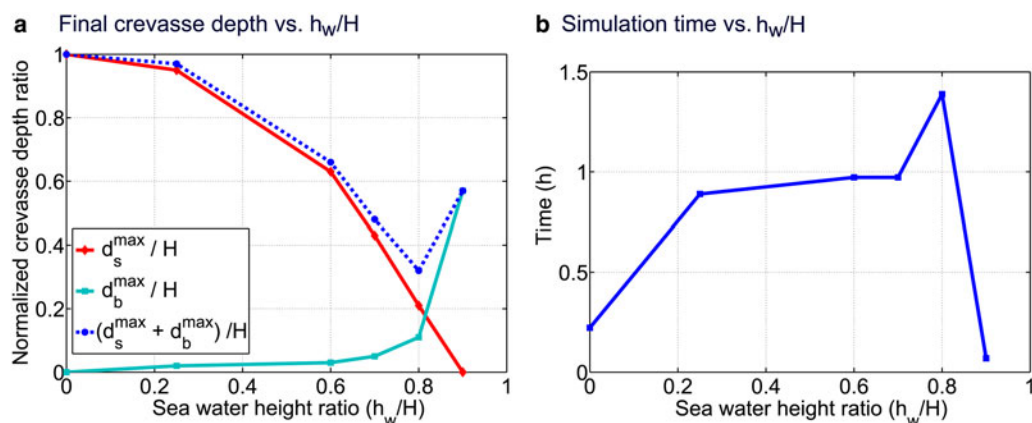 a Final crevasse depth vs. h_w/H
Normalized crevasse depth ratio
1
0.8
0.6
0.4
0.2
0
d_s^max / H
d_b^max / H
(d_s^max + d_b^max) /H
0 0.2 0.4 0.6 0.8 1
Sea water height ratio (h_w/H)
b Simulation time vs. h_w/H
Time (h)
1.5
1
0.5
0
0 0.2 0.4 0.6 0.8 1
Sea water height ratio (h_w/H)